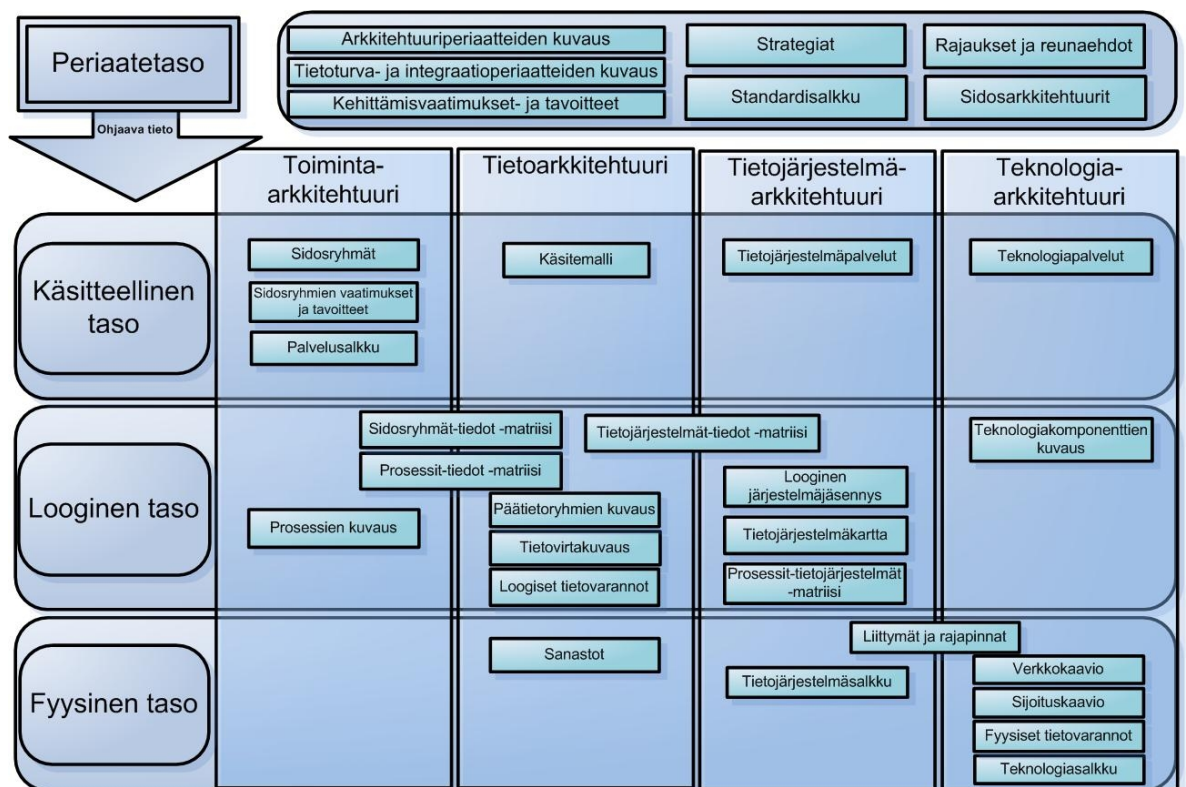 Periaatetaso
Ohjaava tieto
Arkkitehtuuriperiaatteiden kuvaus
Tietoturva- ja integraatioperiaatteiden kuvaus
Kehittämisvaatimukset- ja tavoitteet
Strategiat
Standardisalkku
Rajaukset ja reunaehdot
Sidosarkkitehtuurit
Toiminta-
arkkitehtuuri
Tietoarkkitehtuuri
Tietojärjestelmä-
arkkitehtuuri
Teknologia-
arkkitehtuuri
Käsitteellinen
taso
Sidosryhmät
Sidosryhmien vaatimukset
ja tavoitteet
Palvelusalkku
Käsitemalli
Tietojärjestelmäpalvelut
Teknologiapalvelut
Looginen taso
Sidosryhmät-tiedot -matriisi
Prosessit-tiedot -matriisi
Prosessien kuvaus
Päätietoryhmien kuvaus
Tietovirtakuvaus
Loogiset tietovarannot
Tietojärjestelmät-tiedot -matriisi
Looginen
järjestelmäjäsennys
Tietojärjestelmäkartta
Prosessit-tietojärjestelmät
-matriisi
Teknologiakomponenttien
kuvaus
Fyysinen taso
Sanastot
Liittymät ja rajapinnat
Tietojärjestelmäsalkku
Verkkokaavio
Sijoituskaavio
Fyysiset tietovarannot
Teknologiasalkku